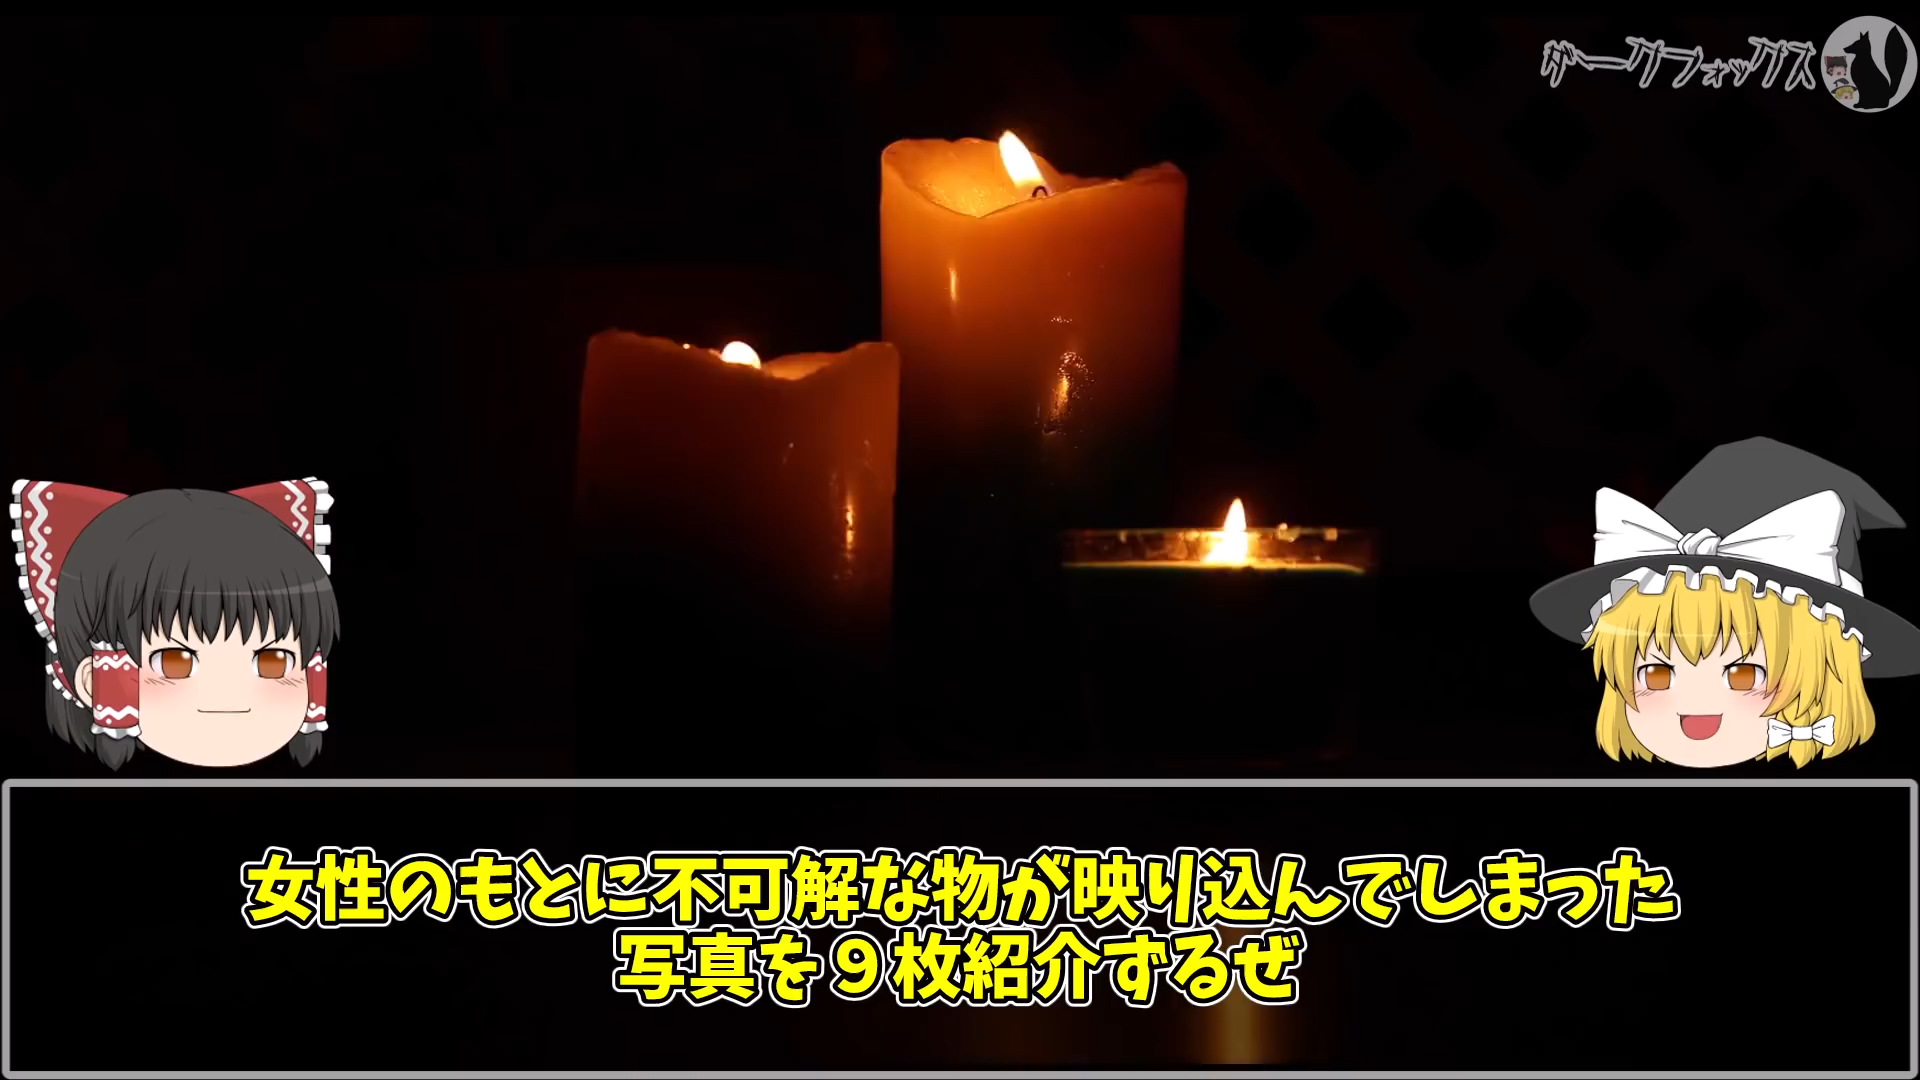 ダークフォックス
女性のもとに不可解な物が映り込んでしまった
写真を９枚紹介するぜ